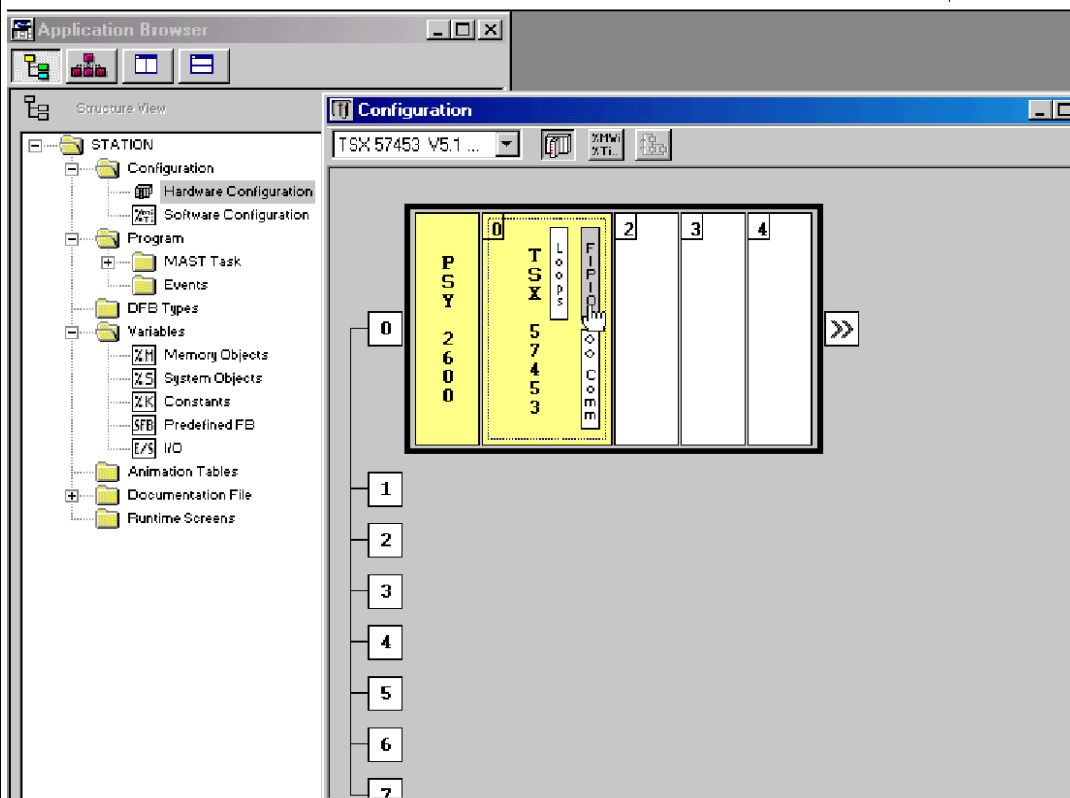 Application Browser
Structure View
Configuration
TSX 57453 V5.1 ...
%MWi
%Ti..
STATION
Configuration
Hardware Configuration
Software Configuration
Program
MAST Task
Events
DFB Types
Variables
%M Memory Objects
%S System Objects
%K Constants
SFB Predefined FB
E/S I/O
Animation Tables
Documentation File
Runtime Screens
0
PSY 2600
0
TSX 57453
Loops
FIPIO
Comm
2
3
4
1
2
3
4
5
6
7